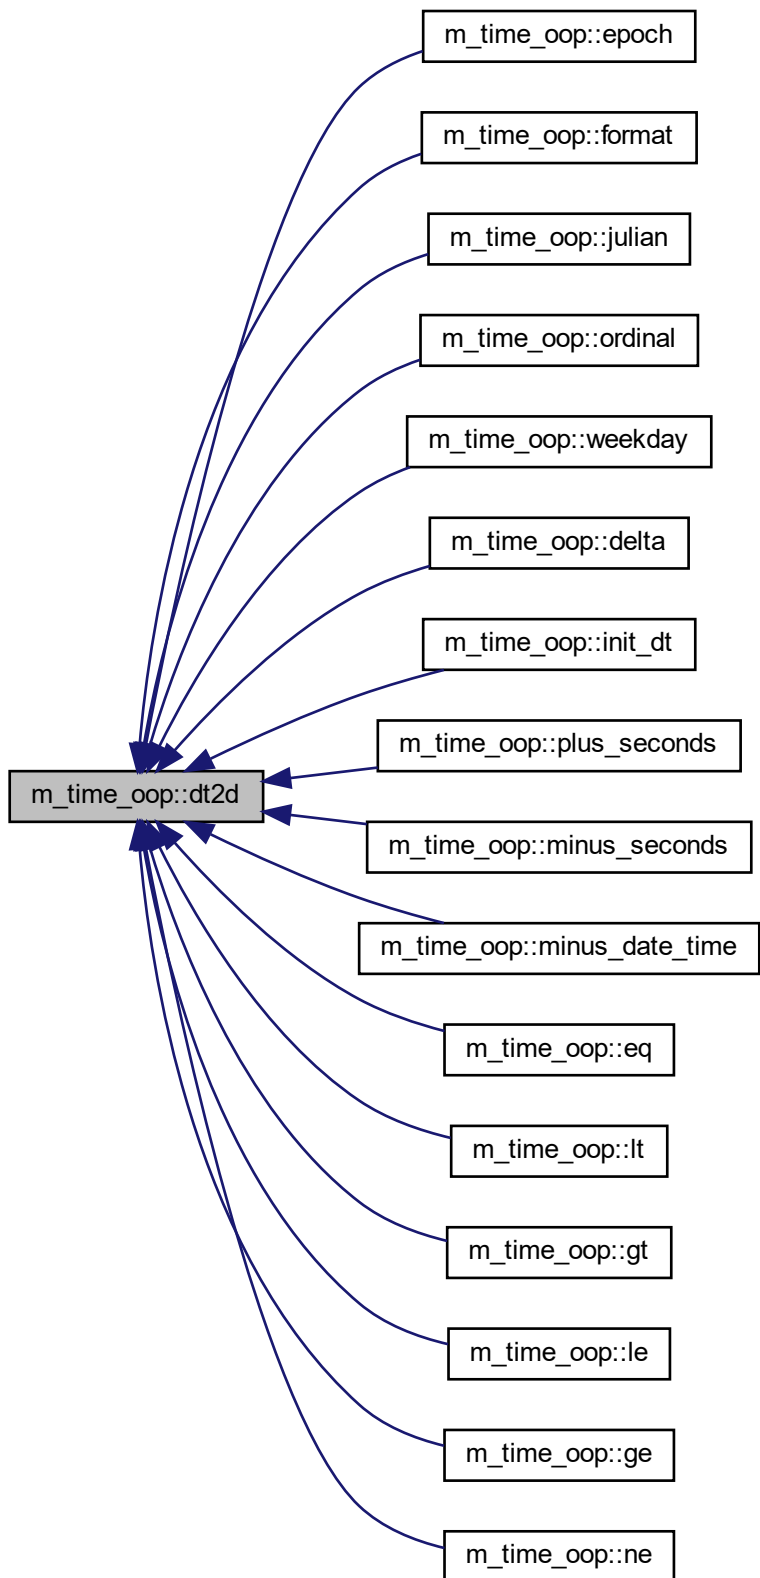 m_time_oop::epoch
m_time_oop::format
m_time_oop::julian
m_time_oop::ordinal
m_time_oop::weekday
m_time_oop::delta
m_time_oop::init_dt
m_time_oop::plus_seconds
m_time_oop::dt2d
m_time_oop::minus_seconds
m_time_oop::minus_date_time
m_time_oop::eq
m_time_oop::lt
m_time_oop::gt
m_time_oop::le
m_time_oop::ge
m_time_oop::ne